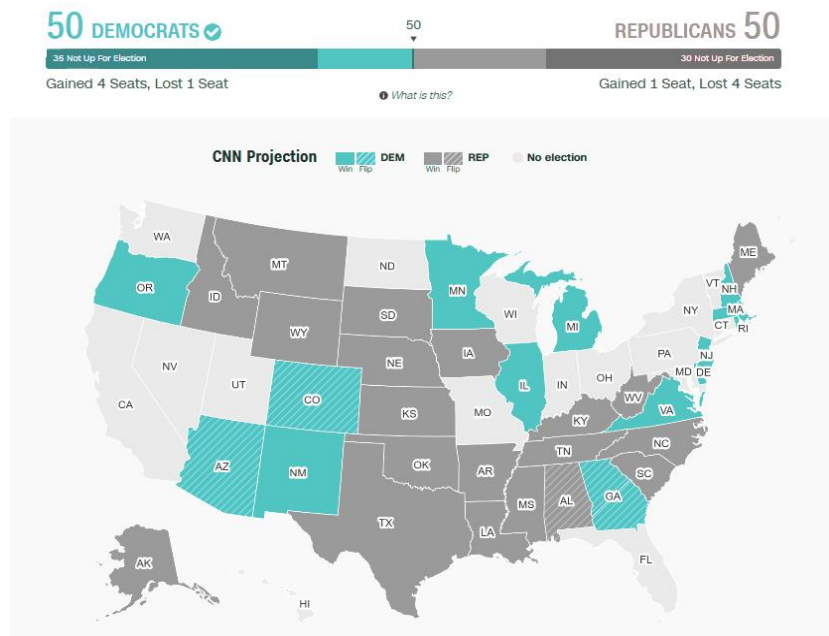 50 DEMOCRATS
50
REPUBLICANS 50
35 Not Up For Election
30 Not Up For Election
Gained 4 Seats, Lost 1 Seat
What is this?
Gained 1 Seat, Lost 4 Seats
CNN Projection
DEM
REP
No election
Win Flip
Win Flip
WA
OR
ID
MT
ND
MN
WI
MI
ME
VT
NH
NY
MA
CT
RI
WY
SD
IA
NE
PA
NJ
MD
DE
NV
UT
CO
IL
IN
OH
WV
VA
CA
KS
MO
KY
NC
TN
SC
AZ
NM
OK
AR
MS
AL
GA
TX
LA
FL
AK
HI